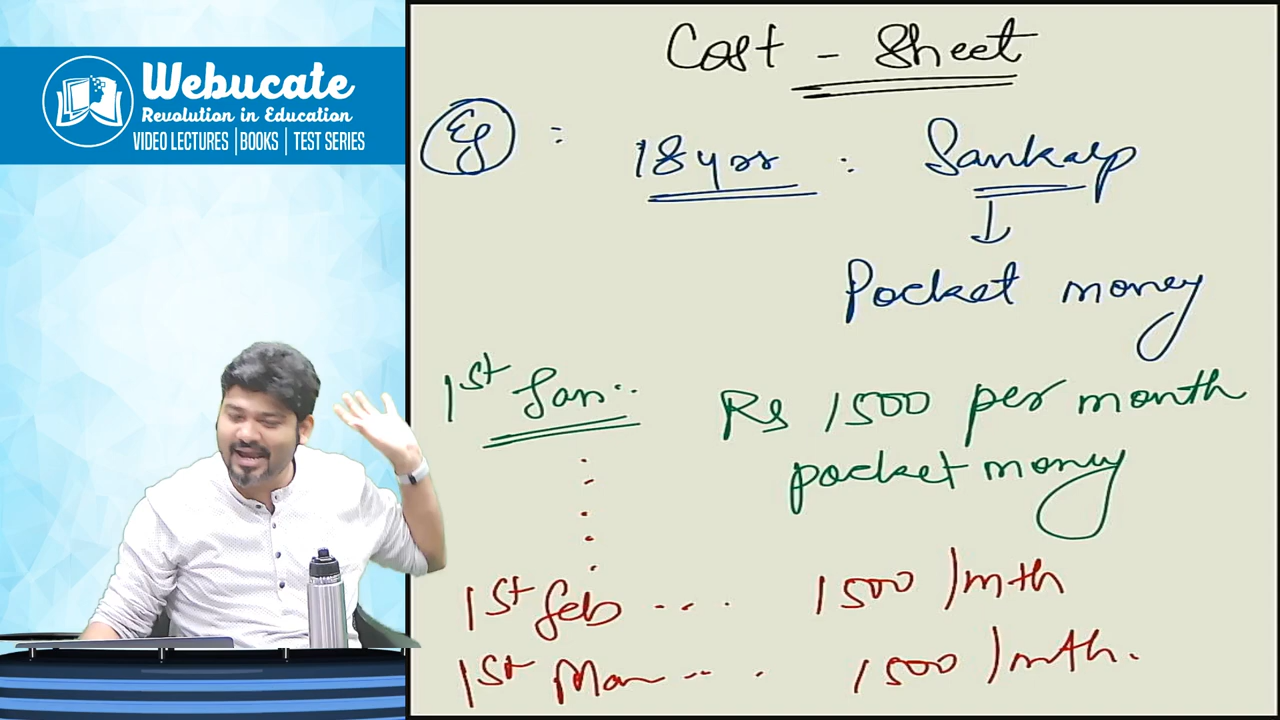 Webucate
Revolution in Education
VIDEO LECTURES | BOOKS | TEST SERIES
Cost - Sheet
Eg :
18 yrs : Sankalp
↓
Pocket money
1st Jan.. Rs 1500 per month
pocket money
1st Feb ... 1500 /mth
1st Mar ... 1500 /mth.